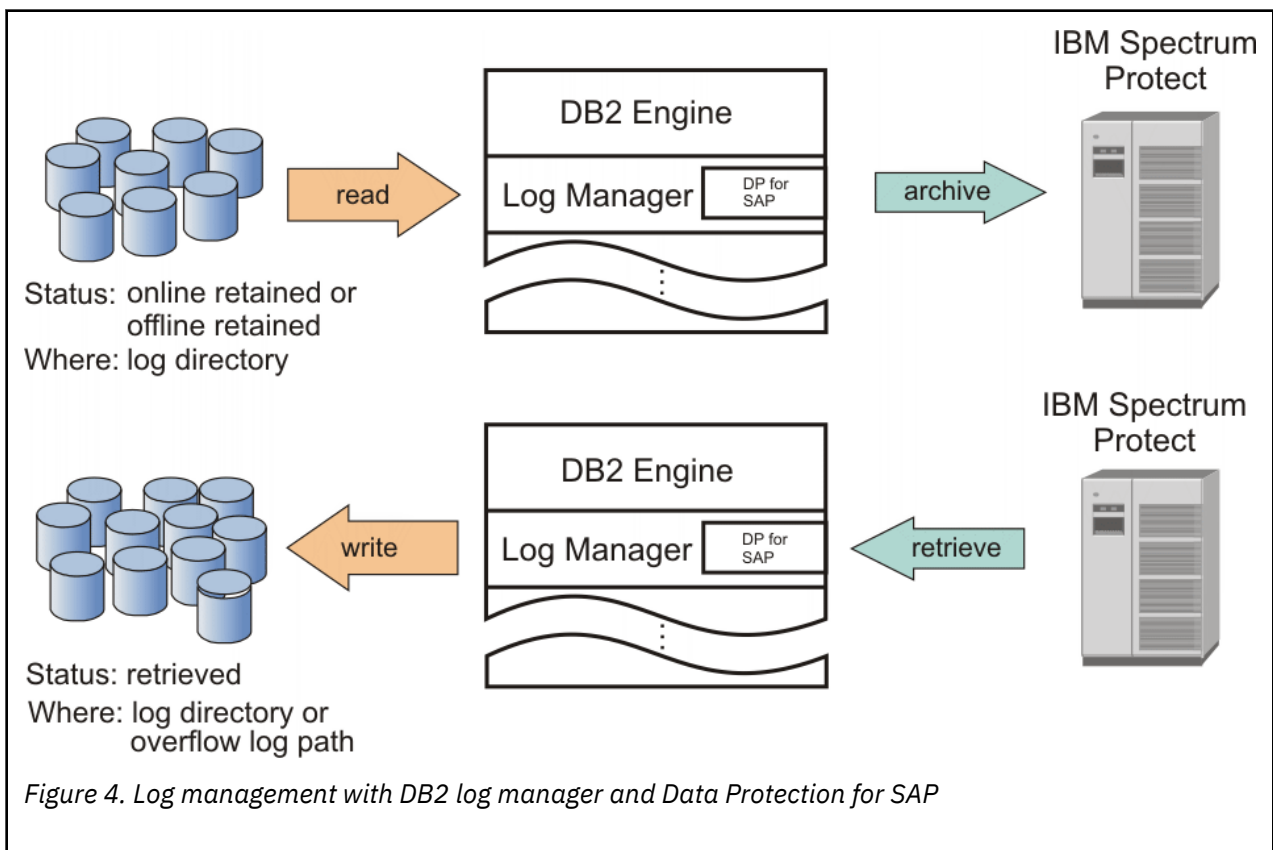 IBM Spectrum
Protect
DB2 Engine
read
Log Manager
DP for
SAP
archive
Status: online retained or
offline retained
Where: log directory
IBM Spectrum
Protect
DB2 Engine
write
Log Manager
DP for
SAP
retrieve
Status: retrieved
Where: log directory or
overflow log path
Figure 4. Log management with DB2 log manager and Data Protection for SAP